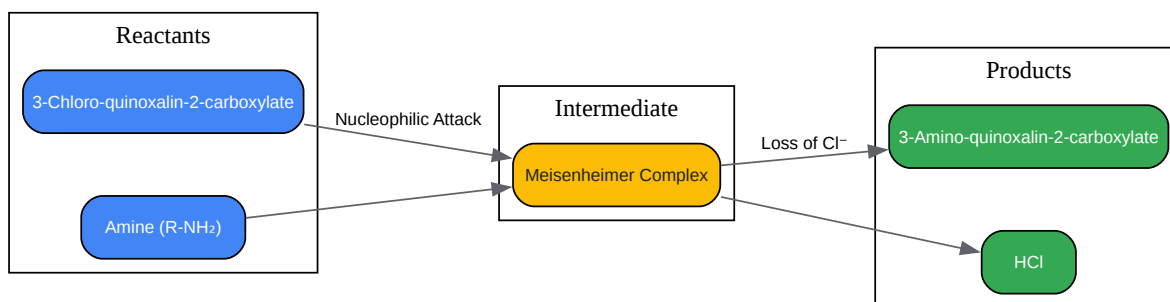 Reactants
3-Chloro-quinoxalin-2-carboxylate
Amine (R-NH₂)
Nucleophilic Attack
Intermediate
Meisenheimer Complex
Loss of Cl⁻
Products
3-Amino-quinoxalin-2-carboxylate
HCl